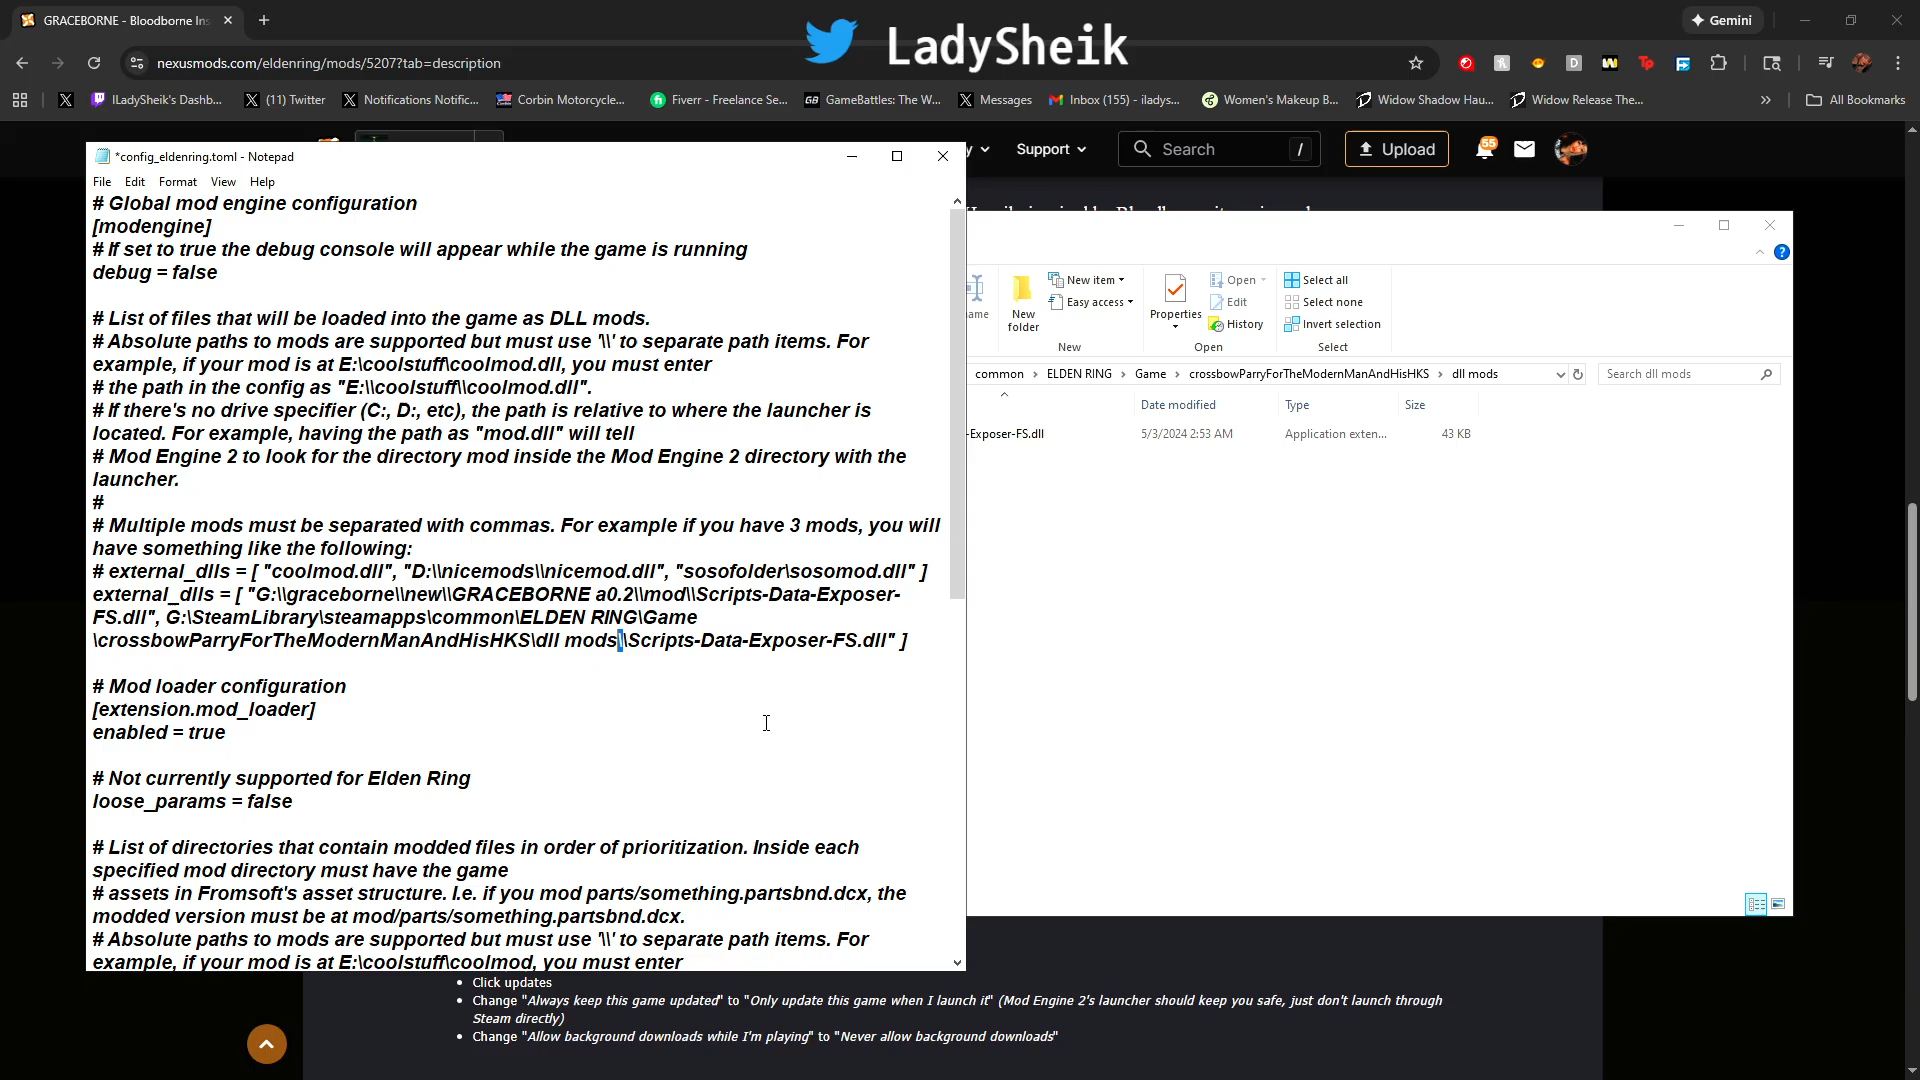 GRACEBORNE - Bloodborne Ins
Gemini
LadySheik
nexusmods.com/eldenring/mods/5207?tab=description
ILadySheik's Dashb...
(11) Twitter
Notifications Notific...
Corbin Motorcycle...
Fiverr - Freelance Se...
GameBattles: The W...
Messages
Inbox (155) - iladys...
Women's Makeup B...
Widow Shadow Hau...
Widow Release The...
All Bookmarks
Support
Search
/
Upload
55
*config_eldenring.toml - Notepad
File Edit Format View Help
# Global mod engine configuration
[modengine]
# If set to true the debug console will appear while the game is running
debug = false
# List of files that will be loaded into the game as DLL mods.
# Absolute paths to mods are supported but must use '\\' to separate path items. For
example, if your mod is at E:\coolstuff\coolmod.dll, you must enter
# the path in the config as "E:\\coolstuff\\coolmod.dll".
# If there's no drive specifier (C:, D:, etc), the path is relative to where the launcher is
located. For example, having the path as "mod.dll" will tell
# Mod Engine 2 to look for the directory mod inside the Mod Engine 2 directory with the
launcher.
#
# Multiple mods must be separated with commas. For example if you have 3 mods, you will
have something like the following:
# external_dlls = [ "coolmod.dll", "D:\\nicemods\\nicemod.dll", "sosofolder\sosomod.dll" ]
external_dlls = [ "G:\\graceborne\\new\\GRACEBORNE a0.2\\mod\\Scripts-Data-Exposer-
FS.dll", G:\SteamLibrary\steamapps\common\ELDEN RING\Game
\crossbowParryForTheModernManAndHisHKS\dll mods\\Scripts-Data-Exposer-FS.dll" ]
# Mod loader configuration
[extension.mod_loader]
enabled = true
# Not currently supported for Elden Ring
loose_params = false
# List of directories that contain modded files in order of prioritization. Inside each
specified mod directory must have the game
# assets in Fromsoft's asset structure. I.e. if you mod parts/something.partsbnd.dcx, the
modded version must be at mod/parts/something.partsbnd.dcx.
# Absolute paths to mods are supported but must use '\\' to separate path items. For
example, if your mod is at E:\coolstuff\coolmod, you must enter
New item
Easy access
New
folder
New
Properties
Open
Edit
History
Open
Select all
Select none
Invert selection
Select
common > ELDEN RING > Game > crossbowParryForTheModernManAndHisHKS > dll mods
Search dll mods
Date modified
Type
Size
-Exposer-FS.dll
5/3/2024 2:53 AM
Application exten...
43 KB
• Click updates
• Change "Always keep this game updated" to "Only update this game when I launch it" (Mod Engine 2's launcher should keep you safe, just don't launch through
Steam directly)
• Change "Allow background downloads while I'm playing" to "Never allow background downloads"